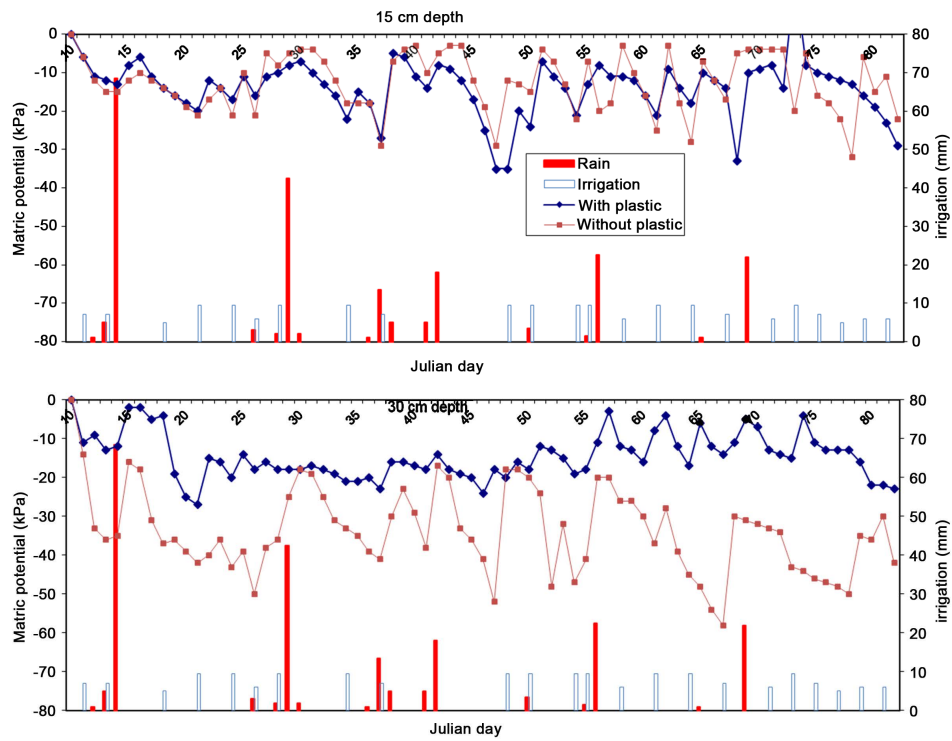 15 cm depth
0
-10
-20
-30
-40
-50
-60
-70
-80
Matric potential (kPa)
10 15 20 25 30 35 40 45 50 55 60 65 70 75 80
80
70
60
50
40
30
20
10
0
irrigation (mm)
Rain
Irrigation
With plastic
Without plastic
Julian day
30 cm depth
0
-10
-20
-30
-40
-50
-60
-70
-80
Matric potential (kPa)
10 15 20 25 30 35 40 45 50 55 60 65 70 75 80
80
70
60
50
40
30
20
10
0
irrigation (mm)
Julian day